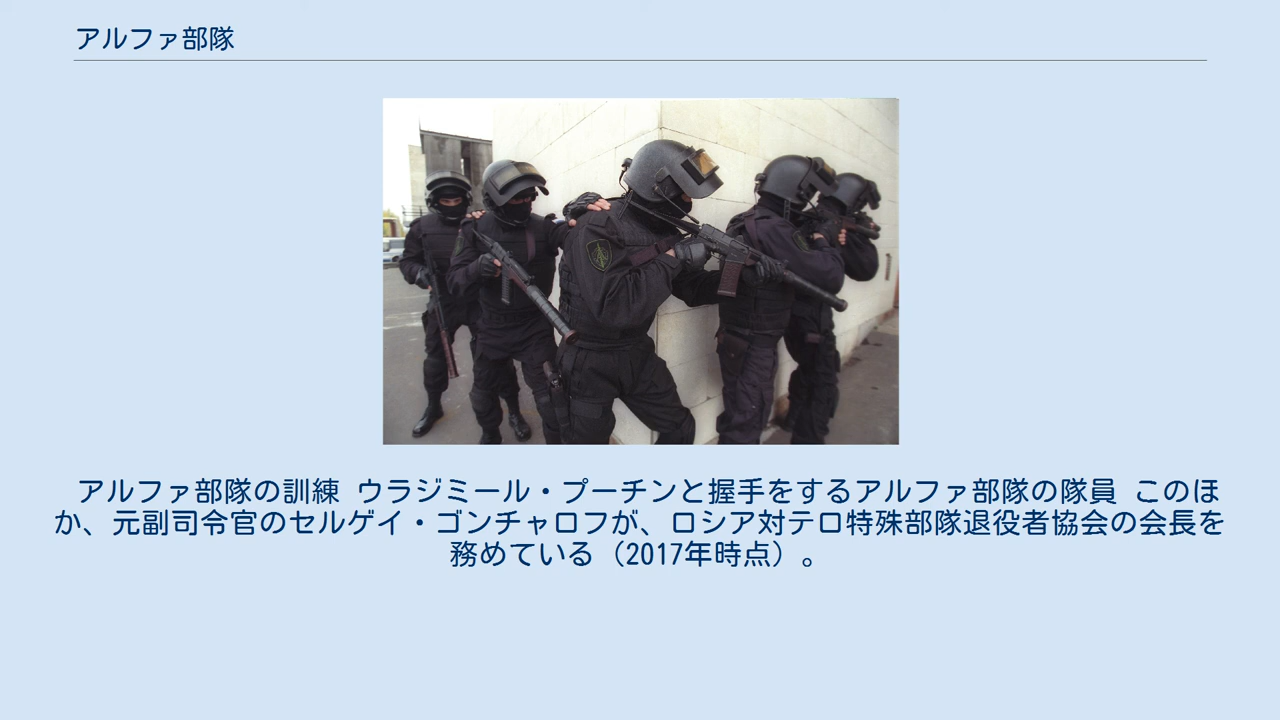 アルファ部隊
アルファ部隊の訓練 ウラジミール・プーチンと握手をするアルファ部隊の隊員 このほ
か、元副司令官のセルゲイ・ゴンチャロフが、ロシア対テロ特殊部隊退役者協会の会長を
務めている（2017年時点）。